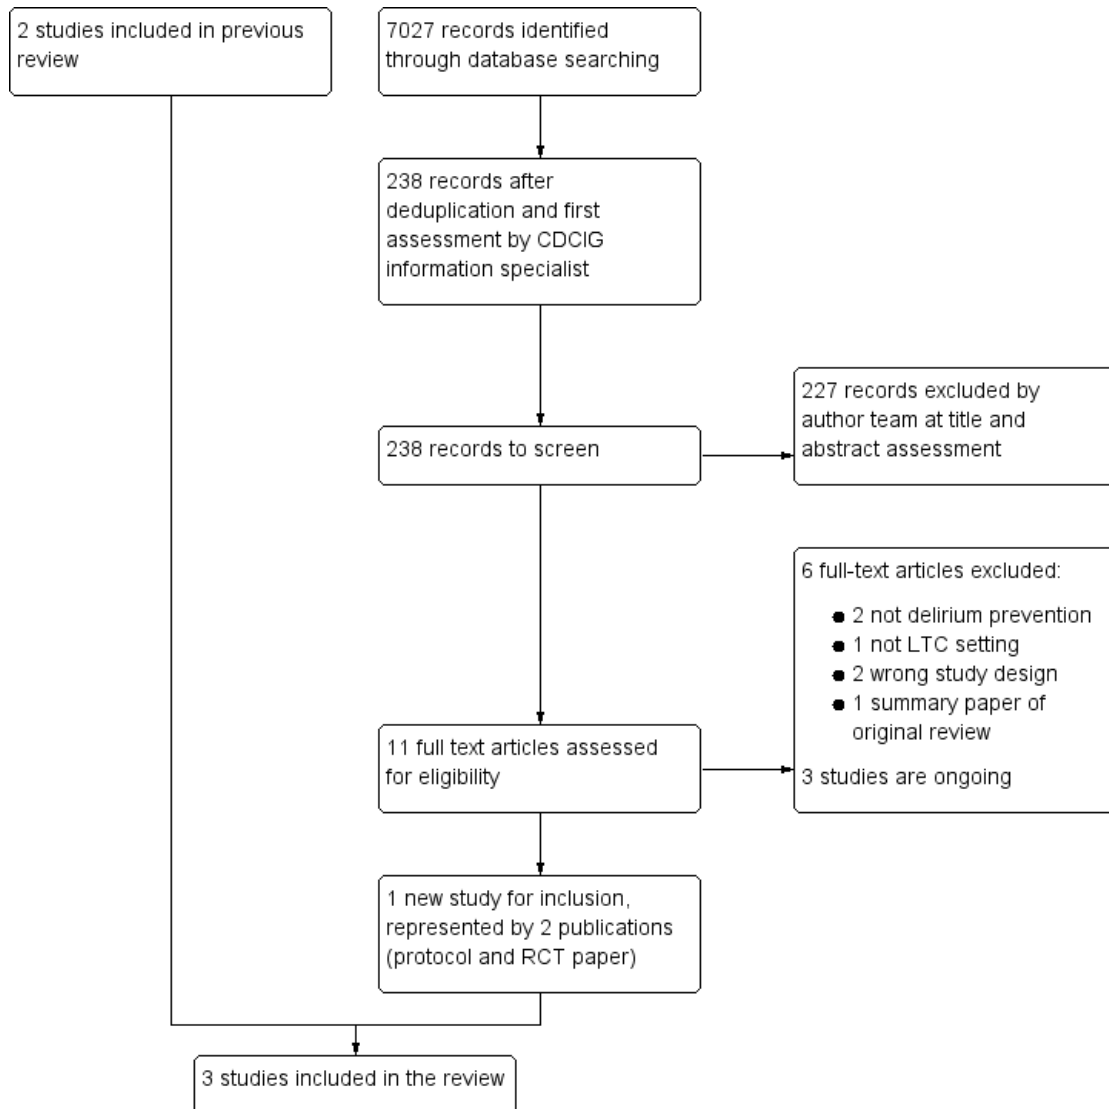 2 studies included in previous
review
7027 records identified
through database searching
238 records after
deduplication and first
assessment by CDCIG
information specialist
227 records excluded by
author team at title and
abstract assessment
238 records to screen
6 full-text articles excluded:
● 2 not delirium prevention
● 1 not LTC setting
● 2 wrong study design
● 1 summary paper of
original review
3 studies are ongoing
11 full text articles assessed
for eligibility
1 new study for inclusion,
represented by 2 publications
(protocol and RCT paper)
3 studies included in the review